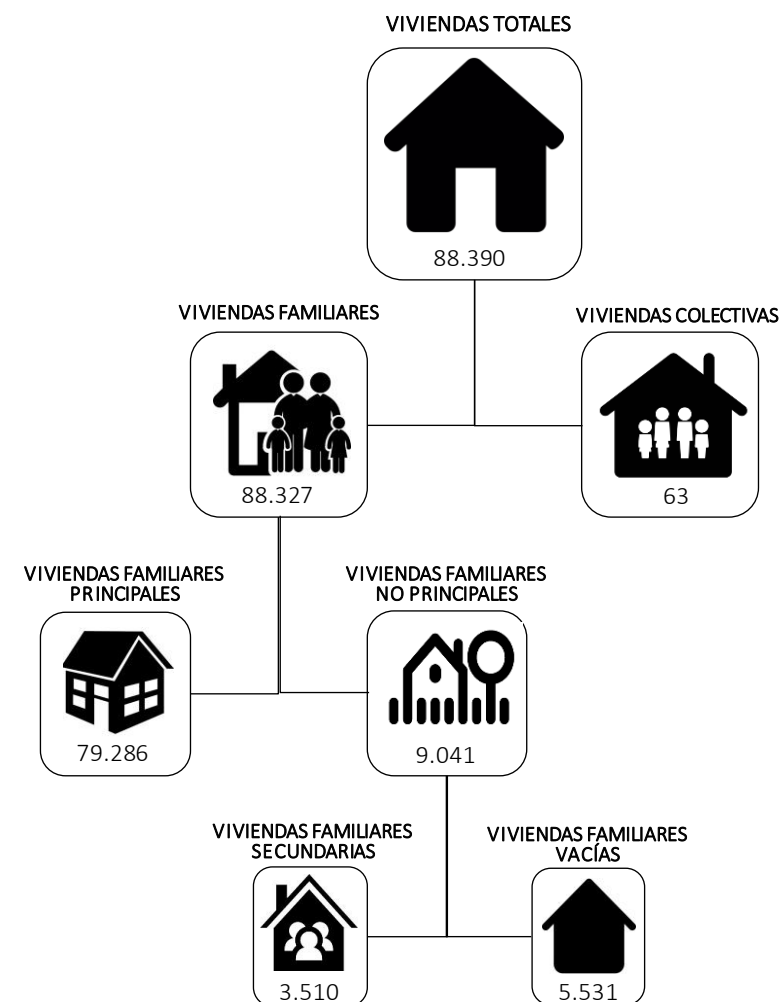 VIVIENDAS TOTALES
88.390
VIVIENDAS FAMILIARES
88.327
VIVIENDAS COLECTIVAS
63
VIVIENDAS FAMILIARES
PRINCIPALES
79.286
VIVIENDAS FAMILIARES
NO PRINCIPALES
9.041
VIVIENDAS FAMILIARES
SECUNDARIAS
3.510
VIVIENDAS FAMILIARES
VACÍAS
5.531